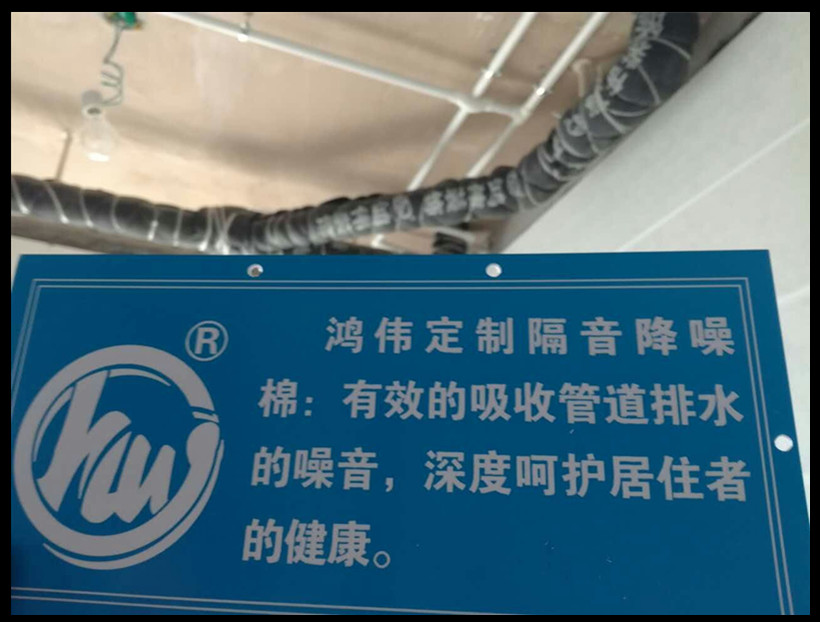 ®
鸿伟定制隔音降噪
棉：有效的吸收管道排水
的噪音，深度呵护居住者
的健康。
hw